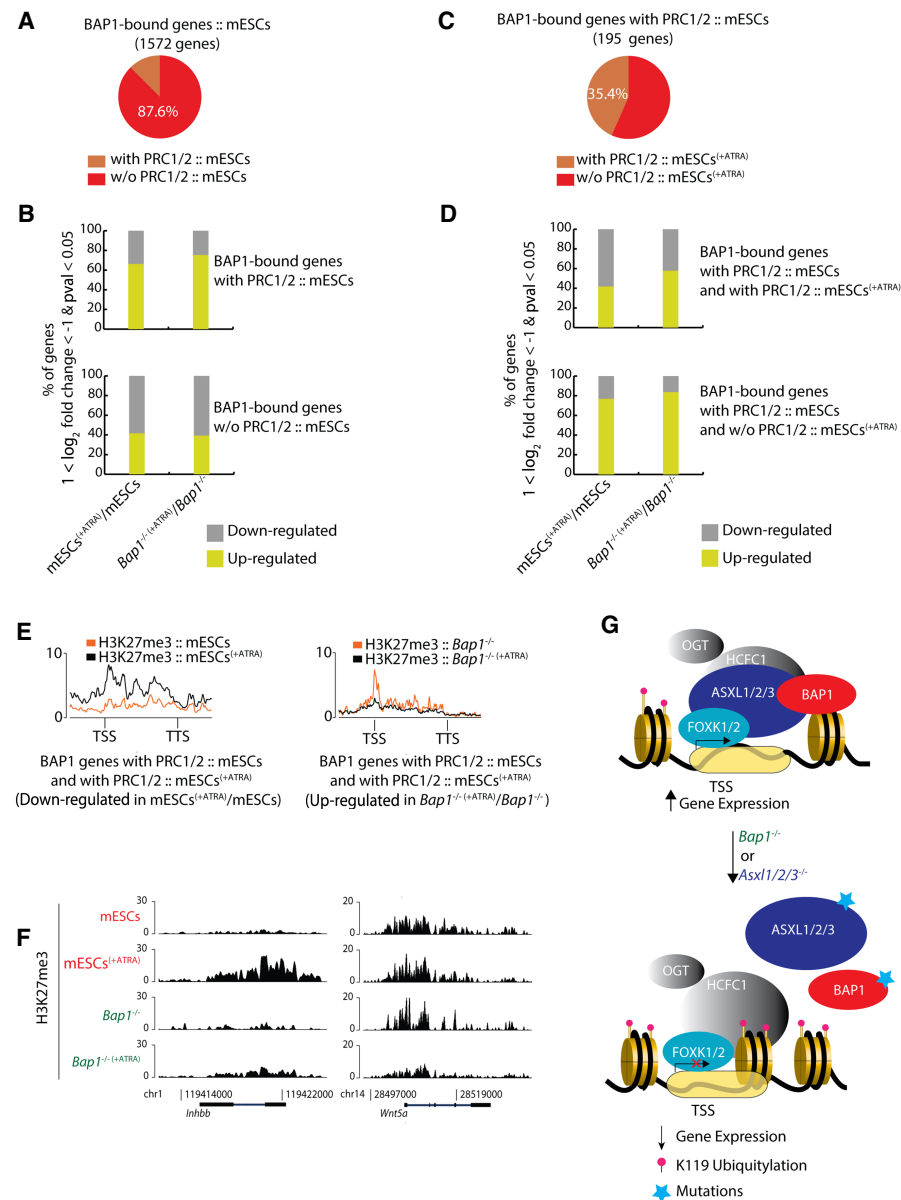 A
BAP1-bound genes :: mESCs
(1572 genes)
87.6%
with PRC1/2 :: mESCs
w/o PRC1/2 :: mESCs
C
BAP1-bound genes with PRC1/2 :: mESCs
(195 genes)
35.4%
with PRC1/2 :: mESCs(+ATRA)
w/o PRC1/2 :: mESCs(+ATRA)
B
% of genes
1 < log2 fold change < -1 & pval < 0.05
100
80
60
40
20
0
BAP1-bound genes
with PRC1/2 :: mESCs
100
80
60
40
20
0
BAP1-bound genes
w/o PRC1/2 :: mESCs
mESCs(+ATRA)/mESCs
Bap1-/- (+ATRA)/Bap1-/-
Down-regulated
Up-regulated
D
% of genes
1 < log2 fold change < -1 & pval < 0.05
100
80
60
40
20
0
BAP1-bound genes
with PRC1/2 :: mESCs
and with PRC1/2 :: mESCs(+ATRA)
100
80
60
40
20
0
BAP1-bound genes
with PRC1/2 :: mESCs
and w/o PRC1/2 :: mESCs(+ATRA)
mESCs(+ATRA)/mESCs
Bap1-/- (+ATRA)/Bap1-/-
Down-regulated
Up-regulated
E
H3K27me3 :: mESCs
H3K27me3 :: mESCs(+ATRA)
10
0
TSS
TTS
BAP1 genes with PRC1/2 :: mESCs
and with PRC1/2 :: mESCs(+ATRA)
(Down-regulated in mESCs(+ATRA)/mESCs)
H3K27me3 :: Bap1-/-
H3K27me3 :: Bap1-/- (+ATRA)
10
0
TSS
TTS
BAP1 genes with PRC1/2 :: mESCs
and with PRC1/2 :: mESCs(+ATRA)
(Up-regulated in Bap1-/- (+ATRA)/Bap1-/-)
F
H3K27me3
mESCs
30
0
20
0
mESCs(+ATRA)
30
0
20
0
Bap1-/-
30
0
20
0
Bap1-/- (+ATRA)
30
0
20
0
chr1
119414000
119422000
Inhbb
chr14
28497000
28519000
Wnt5a
G
OGT
HCFC1
ASXL1/2/3
BAP1
FOXK1/2
TSS
Gene Expression
Bap1-/-
or
Asxl1/2/3-/-
ASXL1/2/3
OGT
HCFC1
BAP1
FOXK1/2
TSS
Gene Expression
K119 Ubiquitylation
Mutations